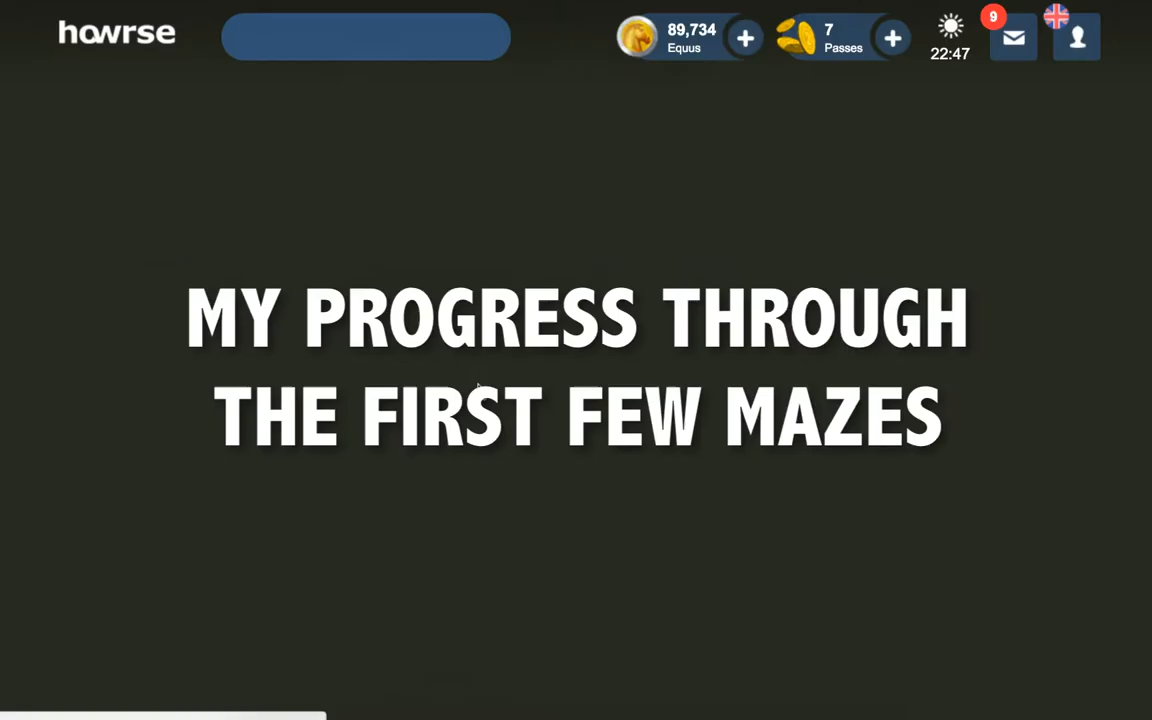 howrse
89,734
Equus
7
Passes
22:47
9
MY PROGRESS THROUGH
THE FIRST FEW MAZES